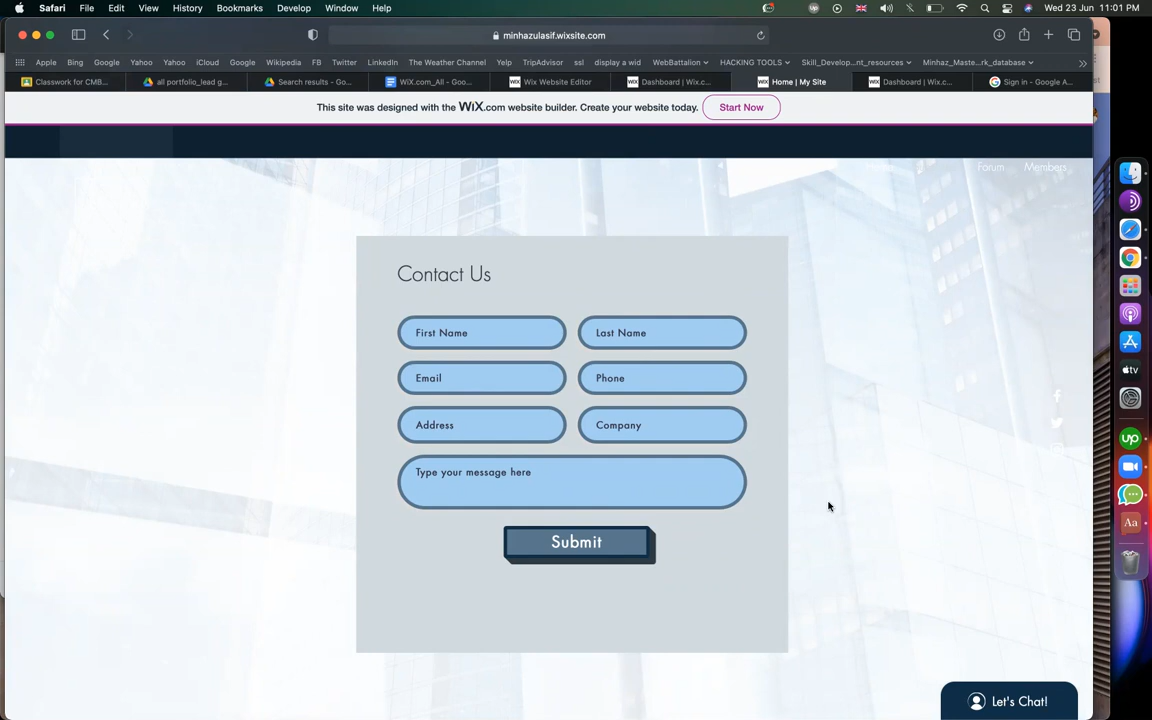 Safari File Edit View History Bookmarks Develop Window Help Wed 23 Jun 11:01 PM
minhazulasif.wixsite.com
Apple Bing Google Yahoo Yahoo iCloud Google Wikipedia FB Twitter LinkedIn The Weather Channel Yelp TripAdvisor ssl display a wid WebBattalion HACKING TOOLS Skill_Develop...nt_resources Minhaz_Maste...rk_database
Classwork for CMB... all portfolio_lead g... Search results - Go... WiX.com_All - Goo... Wix Website Editor Dashboard | Wix.c... Home | My Site Dashboard | Wix.c... Sign in - Google A...
This site was designed with the WiX.com website builder. Create your website today. Start Now
Forum Members
Contact Us
First Name Last Name
Email Phone
Address Company
Type your message here
Submit
Let's Chat!